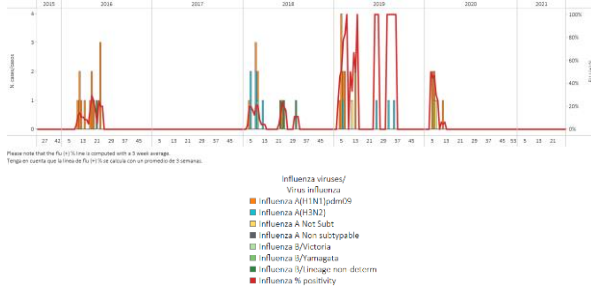 2015 2016 2017 2018 2019 2020 2021
4 100%
3 80%
60%
2
40%
1
20%
0 0%
N. cases/casos
27 42 5 13 21 29 37 45 5 13 21 29 37 45 5 13 21 29 37 45 5 13 21 29 37 45 5 13 21 29 37 45 5 13 21
Please note that the flu (+) % line is computed with a 3 week average.
Tenga en cuenta que la línea de flu (+) % se calcula con un promedio de 3 semanas.
Influenza viruses/
Virus influenza
Influenza A(H1N1)pdm09
Influenza A(H3N2)
Influenza A Not Subt
Influenza A Non subtypable
Influenza B/Victoria
Influenza B/Yamagata
Influenza B/Lineage non determ
Influenza % positivity